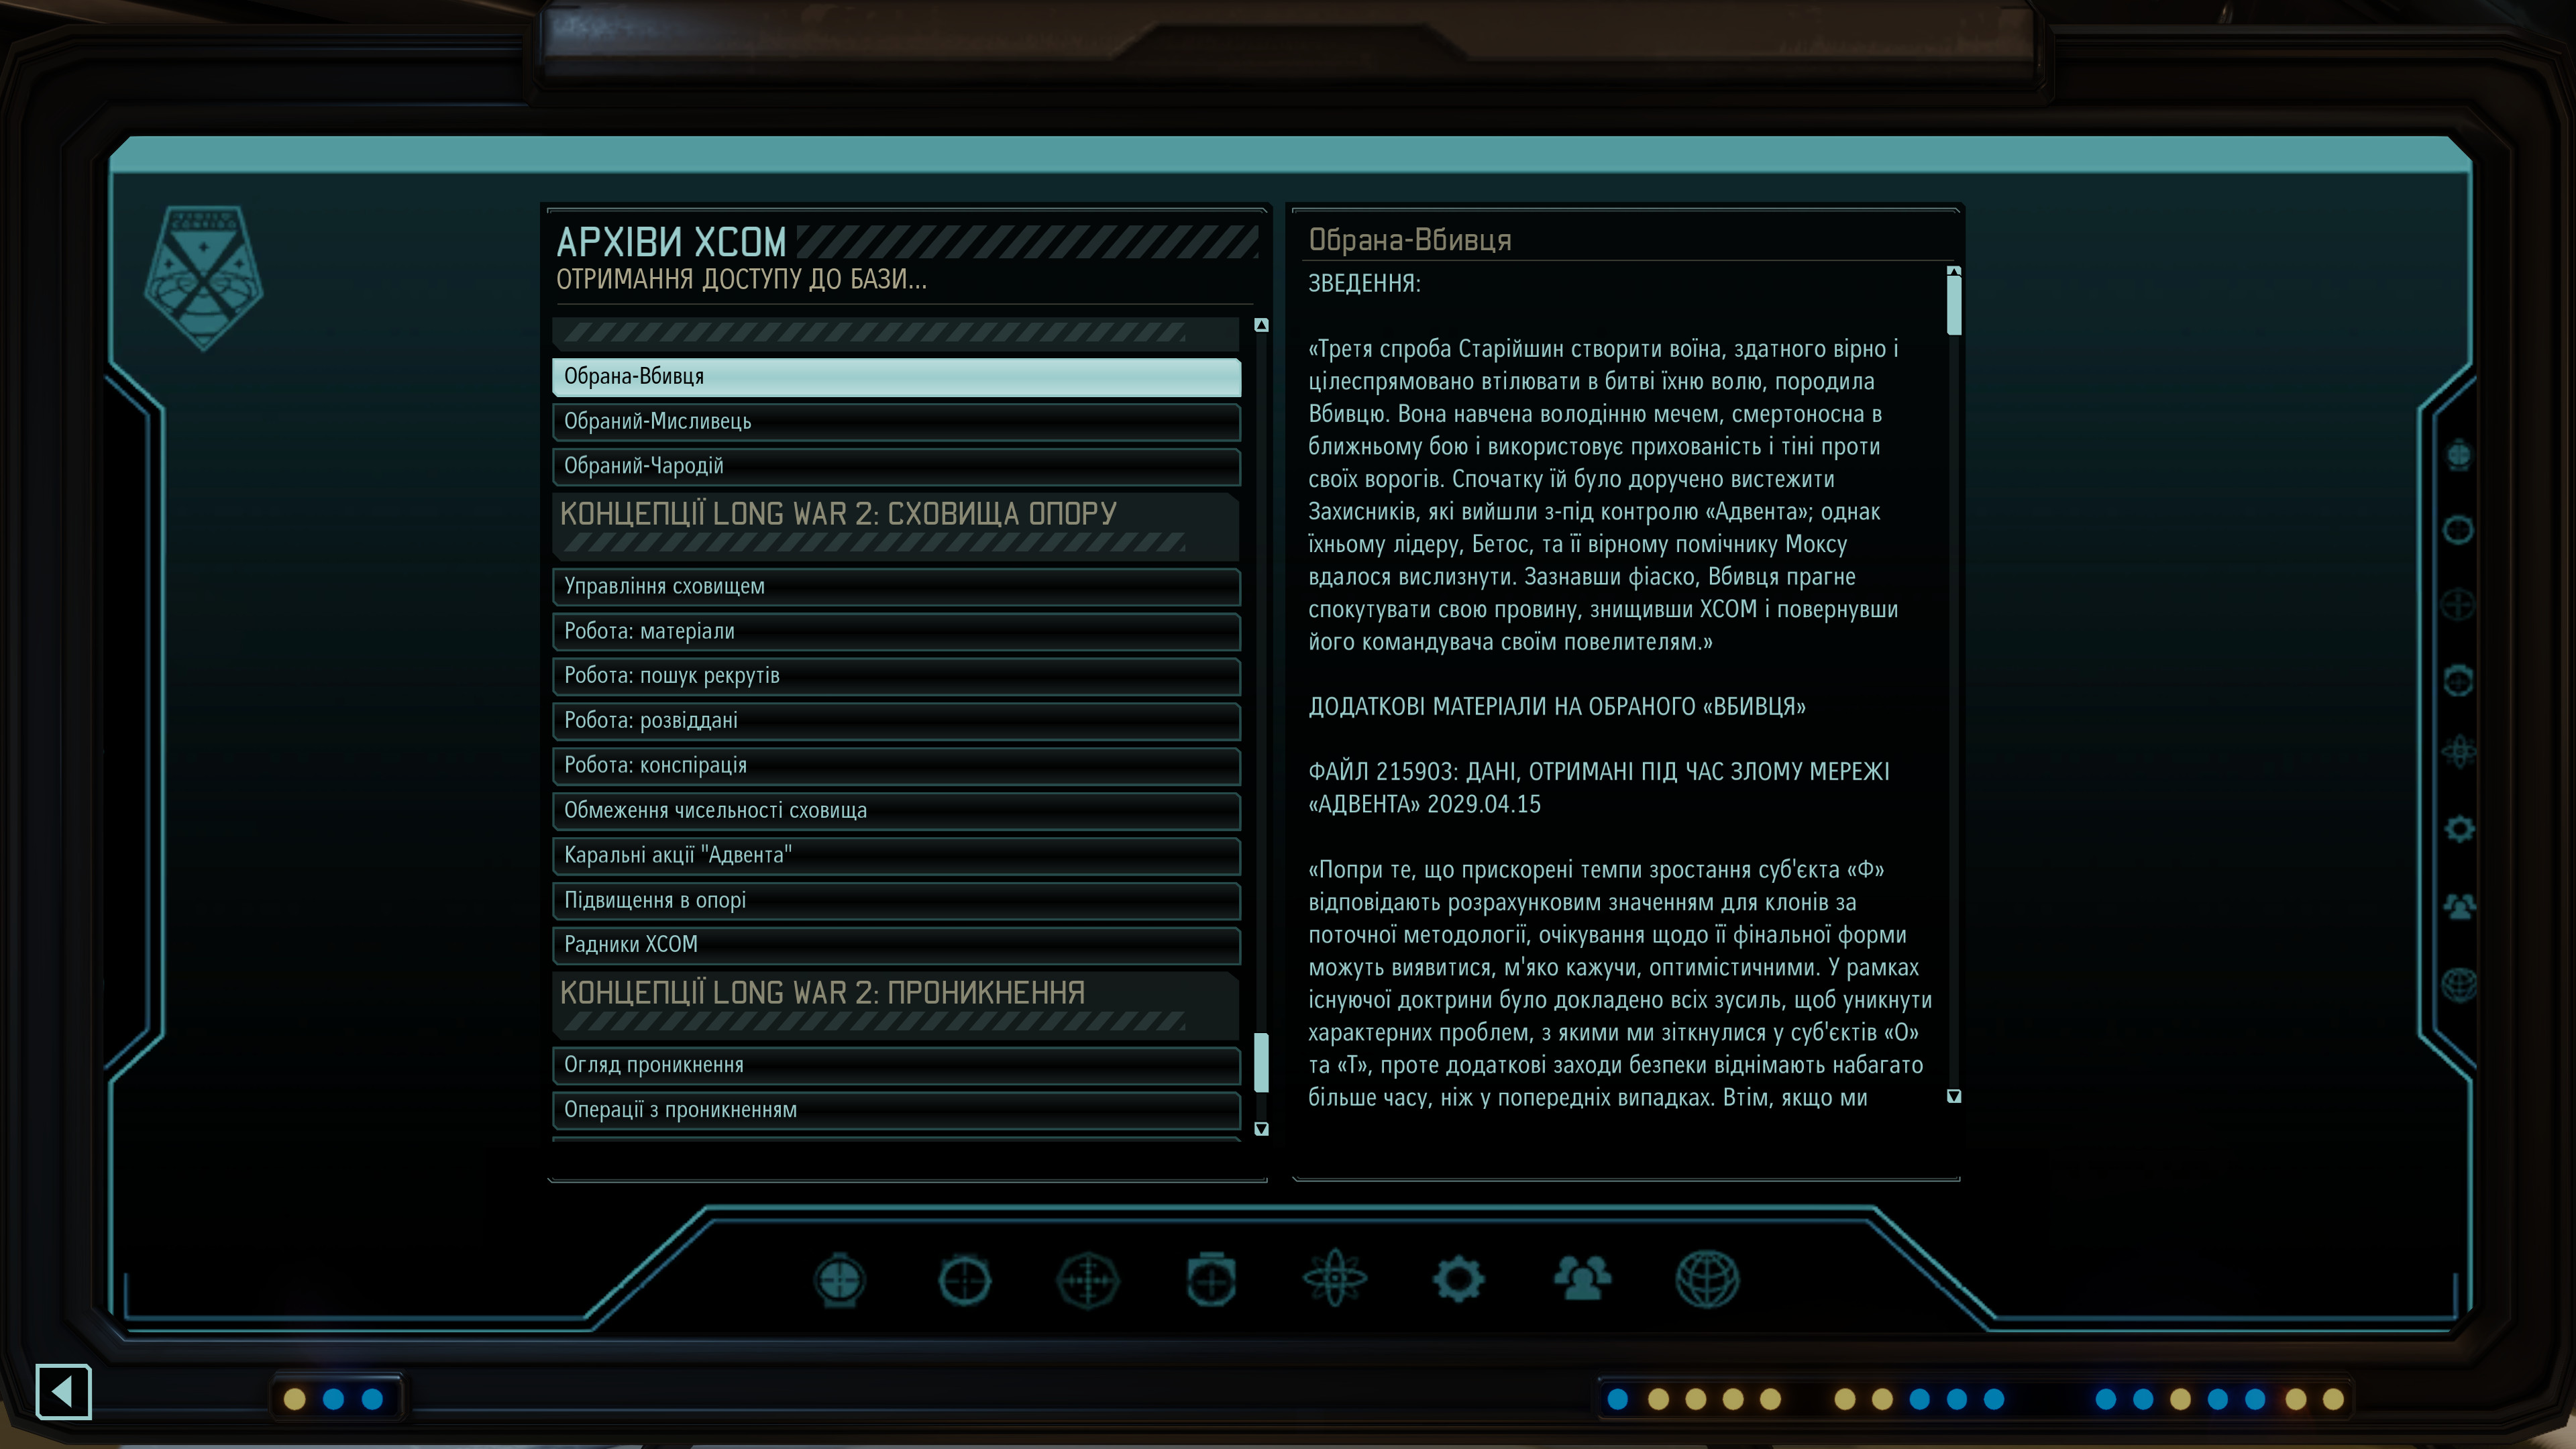 АРХІВИ XCOM
ОТРИМАННЯ ДОСТУПУ ДО БАЗИ...
Обрана-Вбивця
Обраний-Мисливець
Обраний-Чародій
КОНЦЕПЦІЇ LONG WAR 2: СХОВИЩА ОПОРУ
Управління сховищем
Робота: матеріали
Робота: пошук рекрутів
Робота: розвіддані
Робота: конспірація
Обмеження чисельності сховища
Каральні акції "Адвента"
Підвищення в опорі
Радники XCOM
КОНЦЕПЦІЇ LONG WAR 2: ПРОНИКНЕННЯ
Огляд проникнення
Операції з проникненням
Обрана-Вбивця
ЗВЕДЕННЯ:
«Третя спроба Старійшин створити воїна, здатного вірно і
цілеспрямовано втілювати в битві їхню волю, породила
Вбивцю. Вона навчена володінню мечем, смертоносна в
ближньому бою і використовує прихованість і тіні проти
своїх ворогів. Спочатку їй було доручено вистежити
Захисників, які вийшли з-під контролю «Адвента»; однак
їхньому лідеру, Бетос, та її вірному помічнику Моксу
вдалося вислизнути. Зазнавши фіаско, Вбивця прагне
спокутувати свою провину, знищивши XCOM і повернувши
його командувача своїм повелителям.»
ДОДАТКОВІ МАТЕРІАЛИ НА ОБРАНОГО «ВБИВЦЯ»
ФАЙЛ 215903: ДАНІ, ОТРИМАНІ ПІД ЧАС ЗЛОМУ МЕРЕЖІ
«АДВЕНТА» 2029.04.15
«Попри те, що прискорені темпи зростання суб'єкта «Ф»
відповідають розрахунковим значенням для клонів за
поточної методології, очікування щодо її фінальної форми
можуть виявитися, м'яко кажучи, оптимістичними. У рамках
існуючої доктрини було докладено всіх зусиль, щоб уникнути
характерних проблем, з якими ми зіткнулися у суб'єктів «О»
та «Т», проте додаткові заходи безпеки віднімають набагато
більше часу, ніж у попередніх випадках. Втім, якщо ми